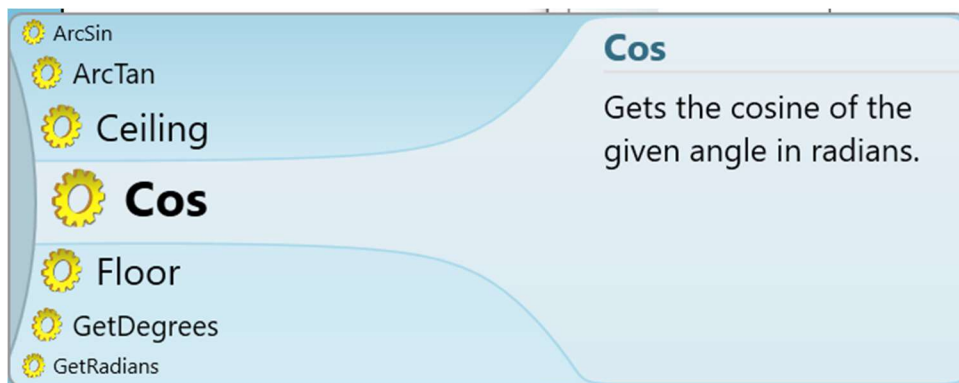 ArcSin
ArcTan
Ceiling
Cos
Floor
GetDegrees
GetRadians
Cos
Gets the cosine of the
given angle in radians.